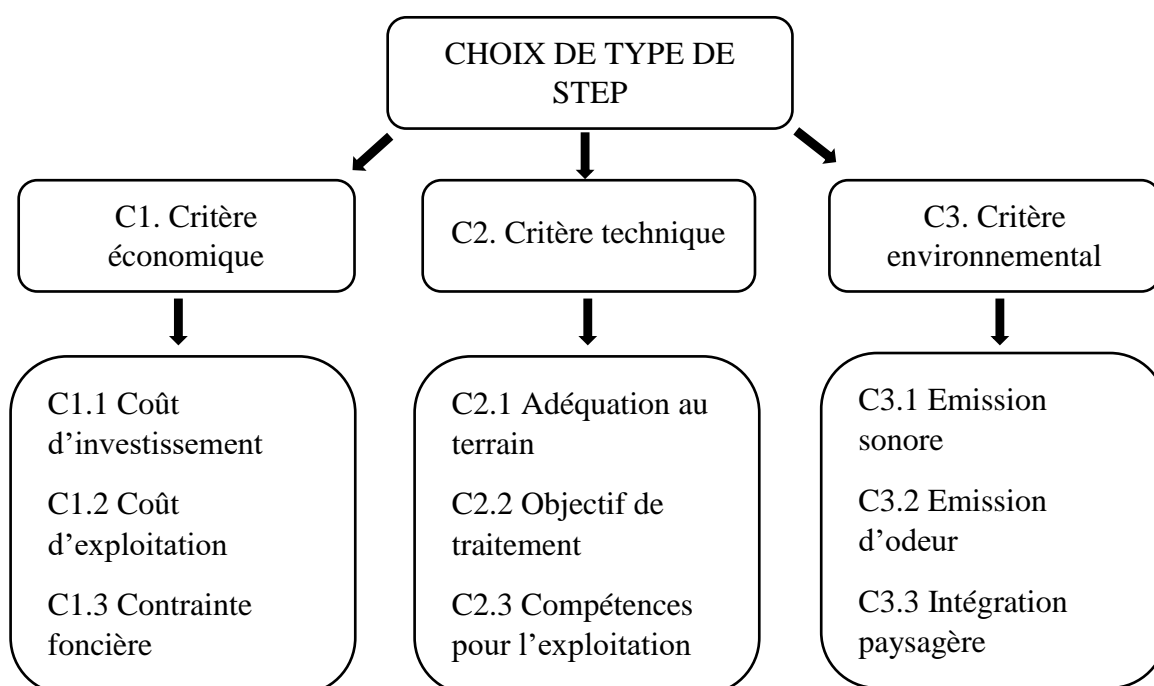 CHOIX DE TYPE DE
STEP
C1. Critère
économique
C2. Critère technique
C3. Critère
environnemental
C1.1 Coût
d’investissement
C1.2 Coût
d’exploitation
C1.3 Contrainte
foncière
C2.1 Adéquation au
terrain
C2.2 Objectif de
traitement
C2.3 Compétences
pour l’exploitation
C3.1 Emission
sonore
C3.2 Emission
d’odeur
C3.3 Intégration
paysagère